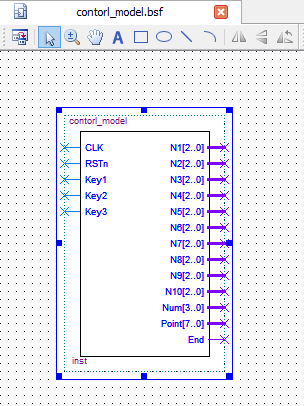 contorl_model.bsf
A
contorl_model
CLK N1[2..0]
RSTn N2[2..0]
Key1 N3[2..0]
Key2 N4[2..0]
Key3 N5[2..0]
N6[2..0]
N7[2..0]
N8[2..0]
N9[2..0]
N10[2..0]
Num[3..0]
Point[7..0]
End
inst